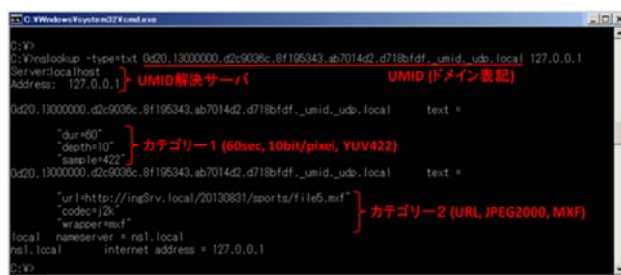 C:¥Windows¥system32¥cmd.exe
C:¥>
C:¥>nslookup -type=txt 0d20.13000000.d2c9036c.8f195343.ab7014d2.d718bfdf._umid._udp.local 127.0.0.1
Server:localhost
Address: 127.0.0.1
UMID解決サーバ
UMID (ドメイン表記)
0d20.13000000.d2c9036c.8f195343.ab7014d2.d718bfdf._umid._udp.local text =
"dur=60"
"depth=10"
"sample=422"
カテゴリー1 (60sec, 10bit/pixel, YUV422)
0d20.13000000.d2c9036c.8f195343.ab7014d2.d718bfdf._umid._udp.local text =
"url=http://ingSrv.local/20130831/sports/file5.mxf"
"codec=j2k"
"wrapper=mxf"
カテゴリー2 (URL, JPEG2000, MXF)
local nameserver = ns1.local
ns1.local internet address = 127.0.0.1
C:¥>